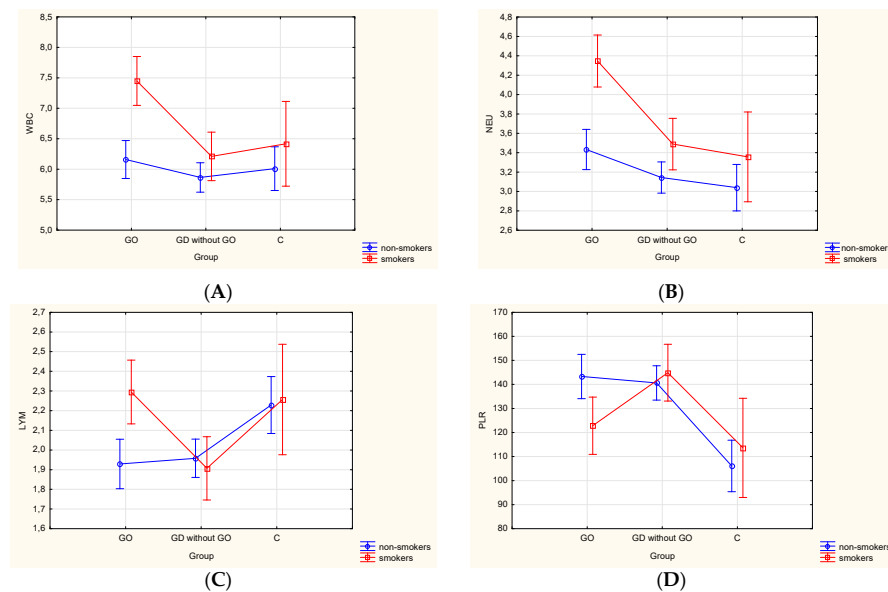 8,5
8,0
7,5
7,0
6,5
6,0
5,5
5,0
WBC
GO
GD without GO
C
Group
non-smokers
smokers
(A)
4,8
4,6
4,4
4,2
4,0
3,8
3,6
3,4
3,2
3,0
2,8
2,6
NEU
GO
GD without GO
C
Group
non-smoker
smokers
(B)
2,7
2,6
2,5
2,4
2,3
2,2
2,1
2,0
1,9
1,8
1,7
1,6
LYM
GO
GD without GO
C
Group
non-smokers
smokers
(C)
170
160
150
140
130
120
110
100
90
80
PLR
GO
GD without GO
C
Group
non-smokers
smokers
(D)